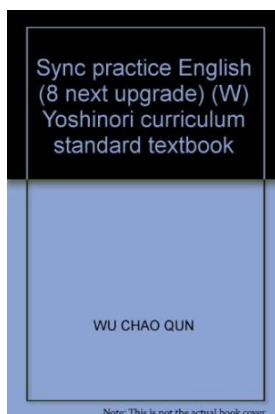 Sync practice English
(8 next upgrade) (W)
Yoshinori curriculum
standard textbook
WU CHAO QUN
Note: This is not the actual book cover